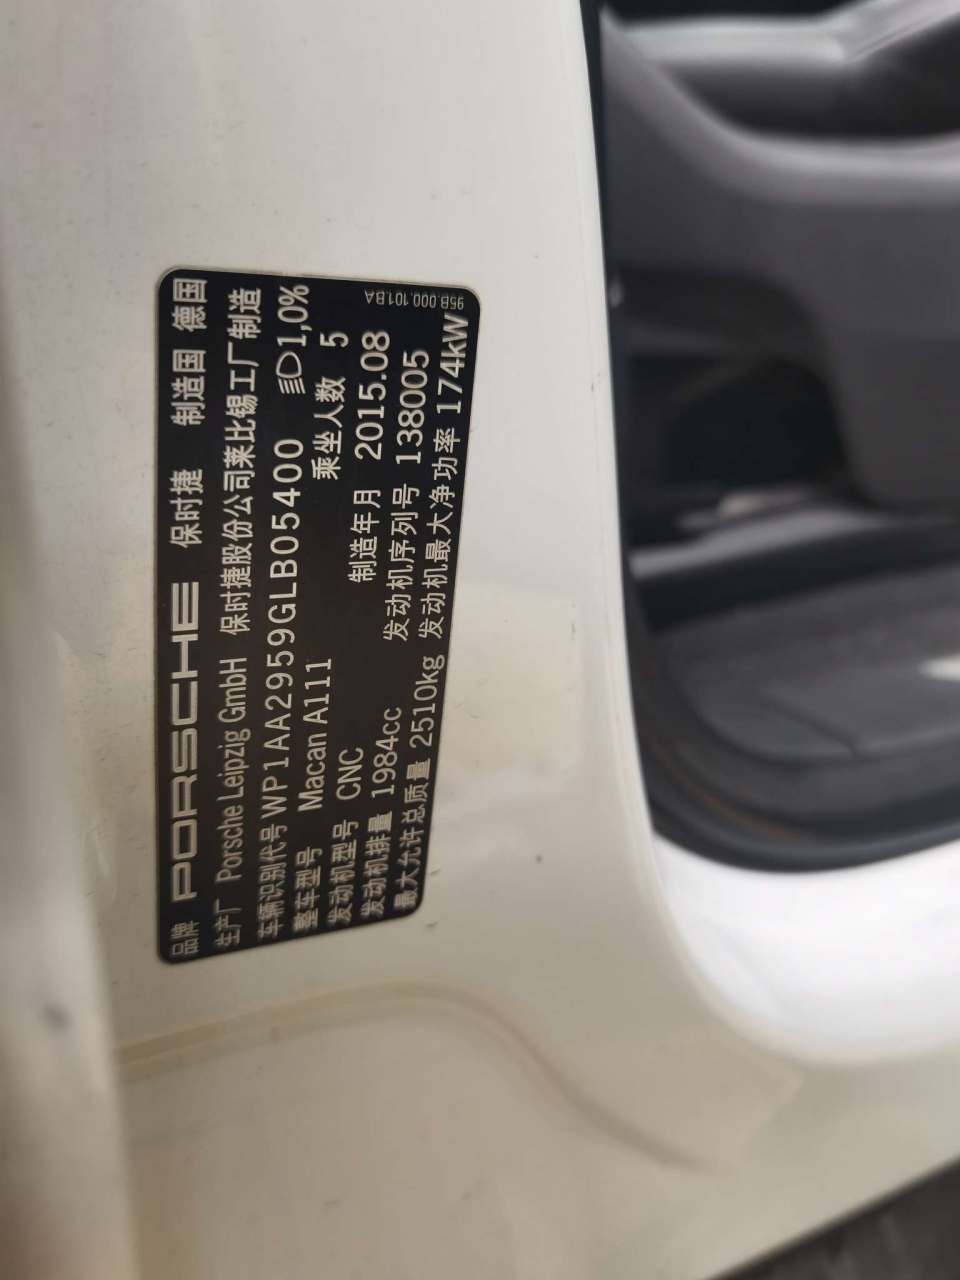 品牌 PORSCHE 保时捷 制造国 德国
生产厂 Porsche Leipzig GmbH 保时捷股份公司莱比锡工厂制造
车辆识别代号 WP1AA2959GLB05400 1,0%
整车型号 Macan A111 乘坐人数 5
发动机型号 CNC 制造年月 2015.08
发动机排量 1984cc 发动机序列号 138005
最大允许总质量 2510kg 发动机最大净功率 174kW
95B.000.101.BA